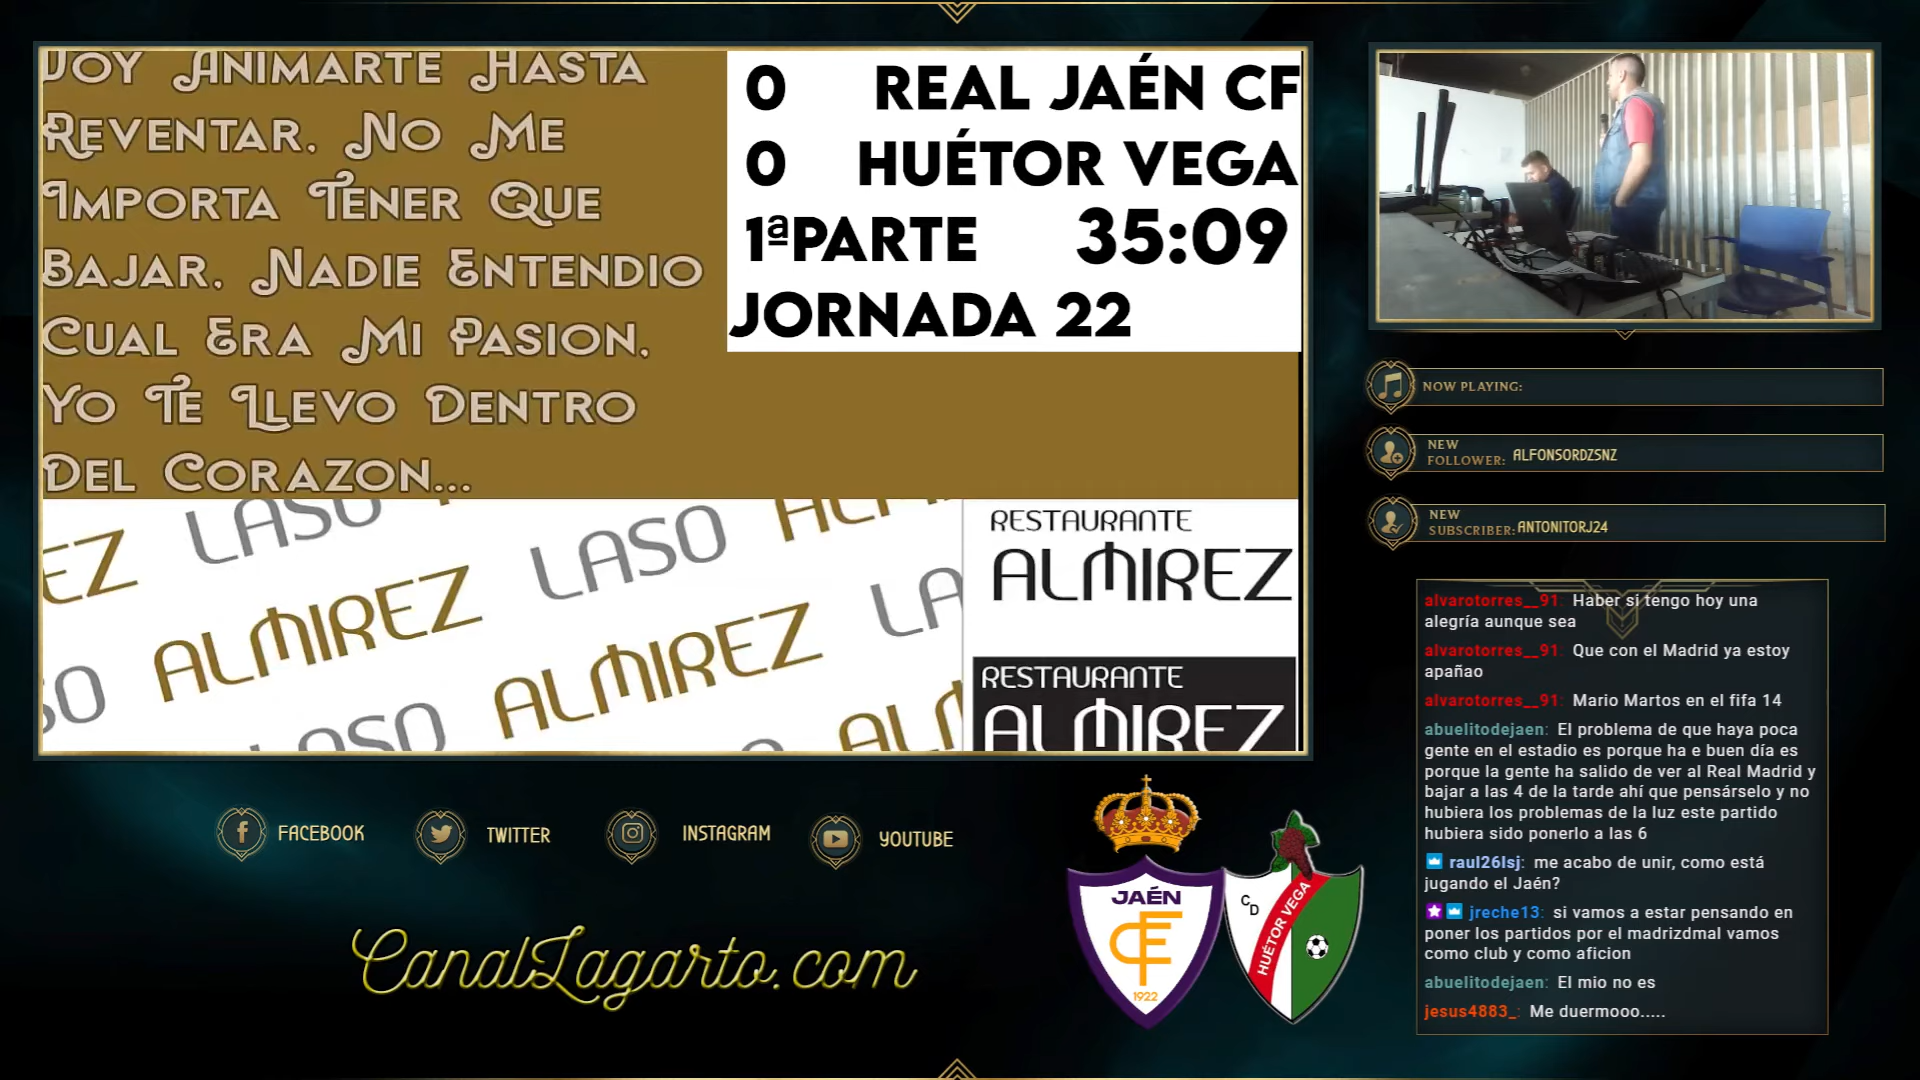 VOY ANIMARTE HASTA
REVENTAR. NO ME
IMPORTA TENER QUE
BAJAR. NADIE ENTENDIO
CUAL ERA MI PASION.
YO TE LLEVO DENTRO
DEL CORAZON...
0 REAL JAÉN CF
0 HUÉTOR VEGA
1ªPARTE 35:09
JORNADA 22
EZ LASO ALMIREZ
ALMIREZ LASO
SO ALMIREZ LA
LASO ALM
RESTAURANTE
ALMIREZ
RESTAURANTE
ALMIREZ
NOW PLAYING:
NEW
FOLLOWER: ALFONSORDZSNZ
NEW
SUBSCRIBER: ANTONITORJ24
alvarotorres__91: Haber si tengo hoy una
alegría aunque sea
alvarotorres__91: Que con el Madrid ya estoy
apañao
alvarotorres__91: Mario Martos en el fifa 14
abuelitodejaen: El problema de que haya poca
gente en el estadio es porque ha e buen día es
porque la gente ha salido de ver al Real Madrid y
bajar a las 4 de la tarde ahí que pensárselo y no
hubiera los problemas de la luz este partido
hubiera sido ponerlo a las 6
raul26lsj: me acabo de unir, como está
jugando el Jaén?
jreche13: si vamos a estar pensando en
poner los partidos por el madrizdmal vamos
como club y como aficion
abuelitodejaen: El mio no es
jesus4883_: Me duermooo.....
FACEBOOK
TWITTER
INSTAGRAM
YOUTUBE
CanalLagarto.com
JAÉN
CF
1922
CD
HUÉTOR VEGA